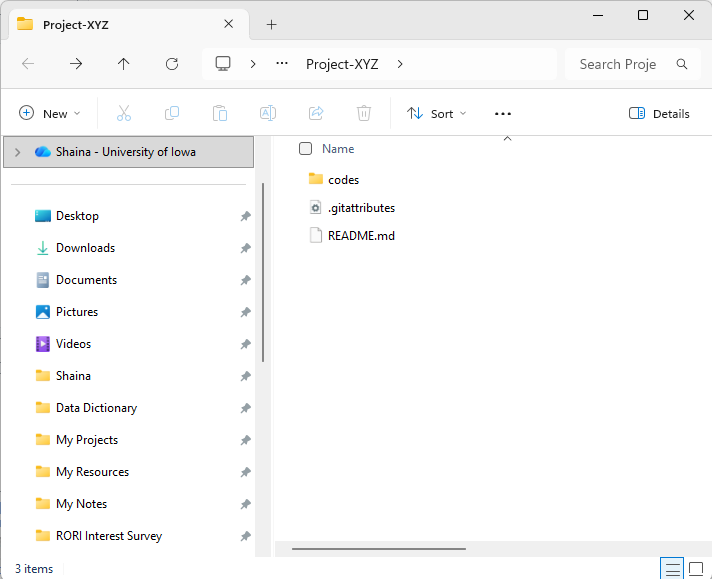 Project-XYZ
Project-XYZ
Search Proje
New
Sort
Details
Shaina - University of Iowa
Desktop
Downloads
Documents
Pictures
Videos
Shaina
Data Dictionary
My Projects
My Resources
My Notes
RORI Interest Survey
Name
codes
.gitattributes
README.md
3 items